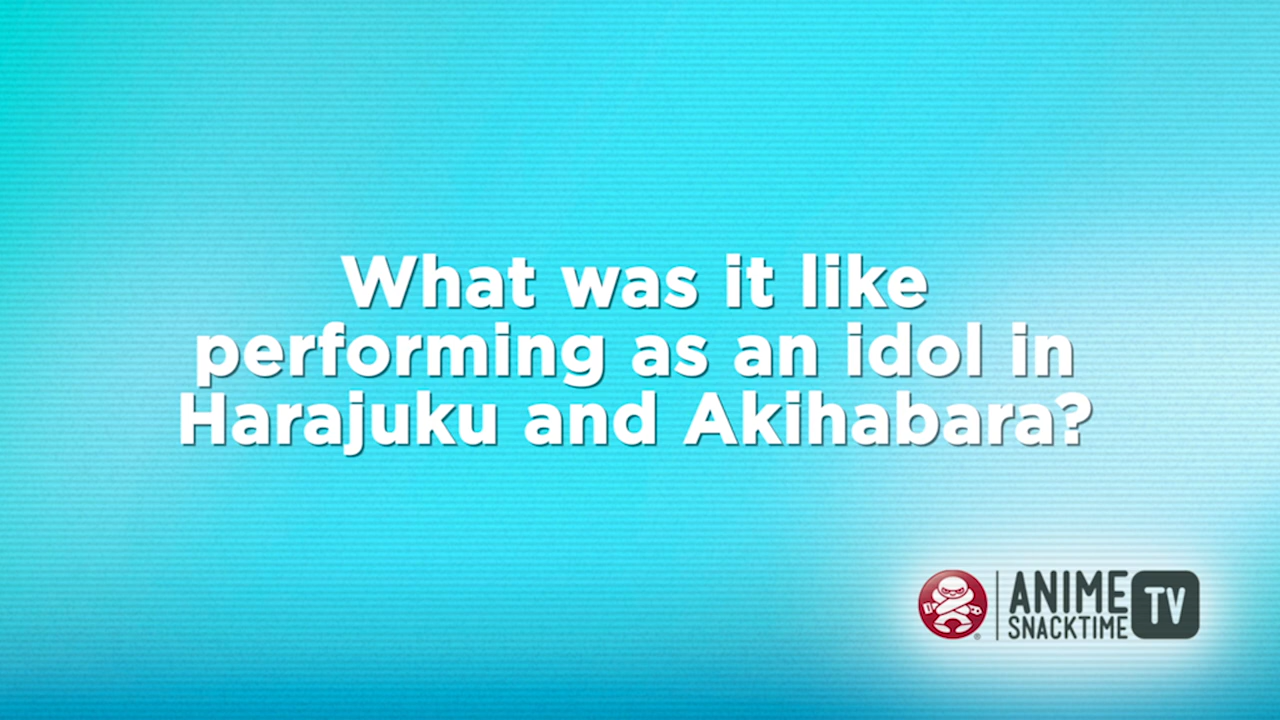 What was it like
performing as an idol in
Harajuku and Akihabara?
ANIME
SNACKTIME
TV
®